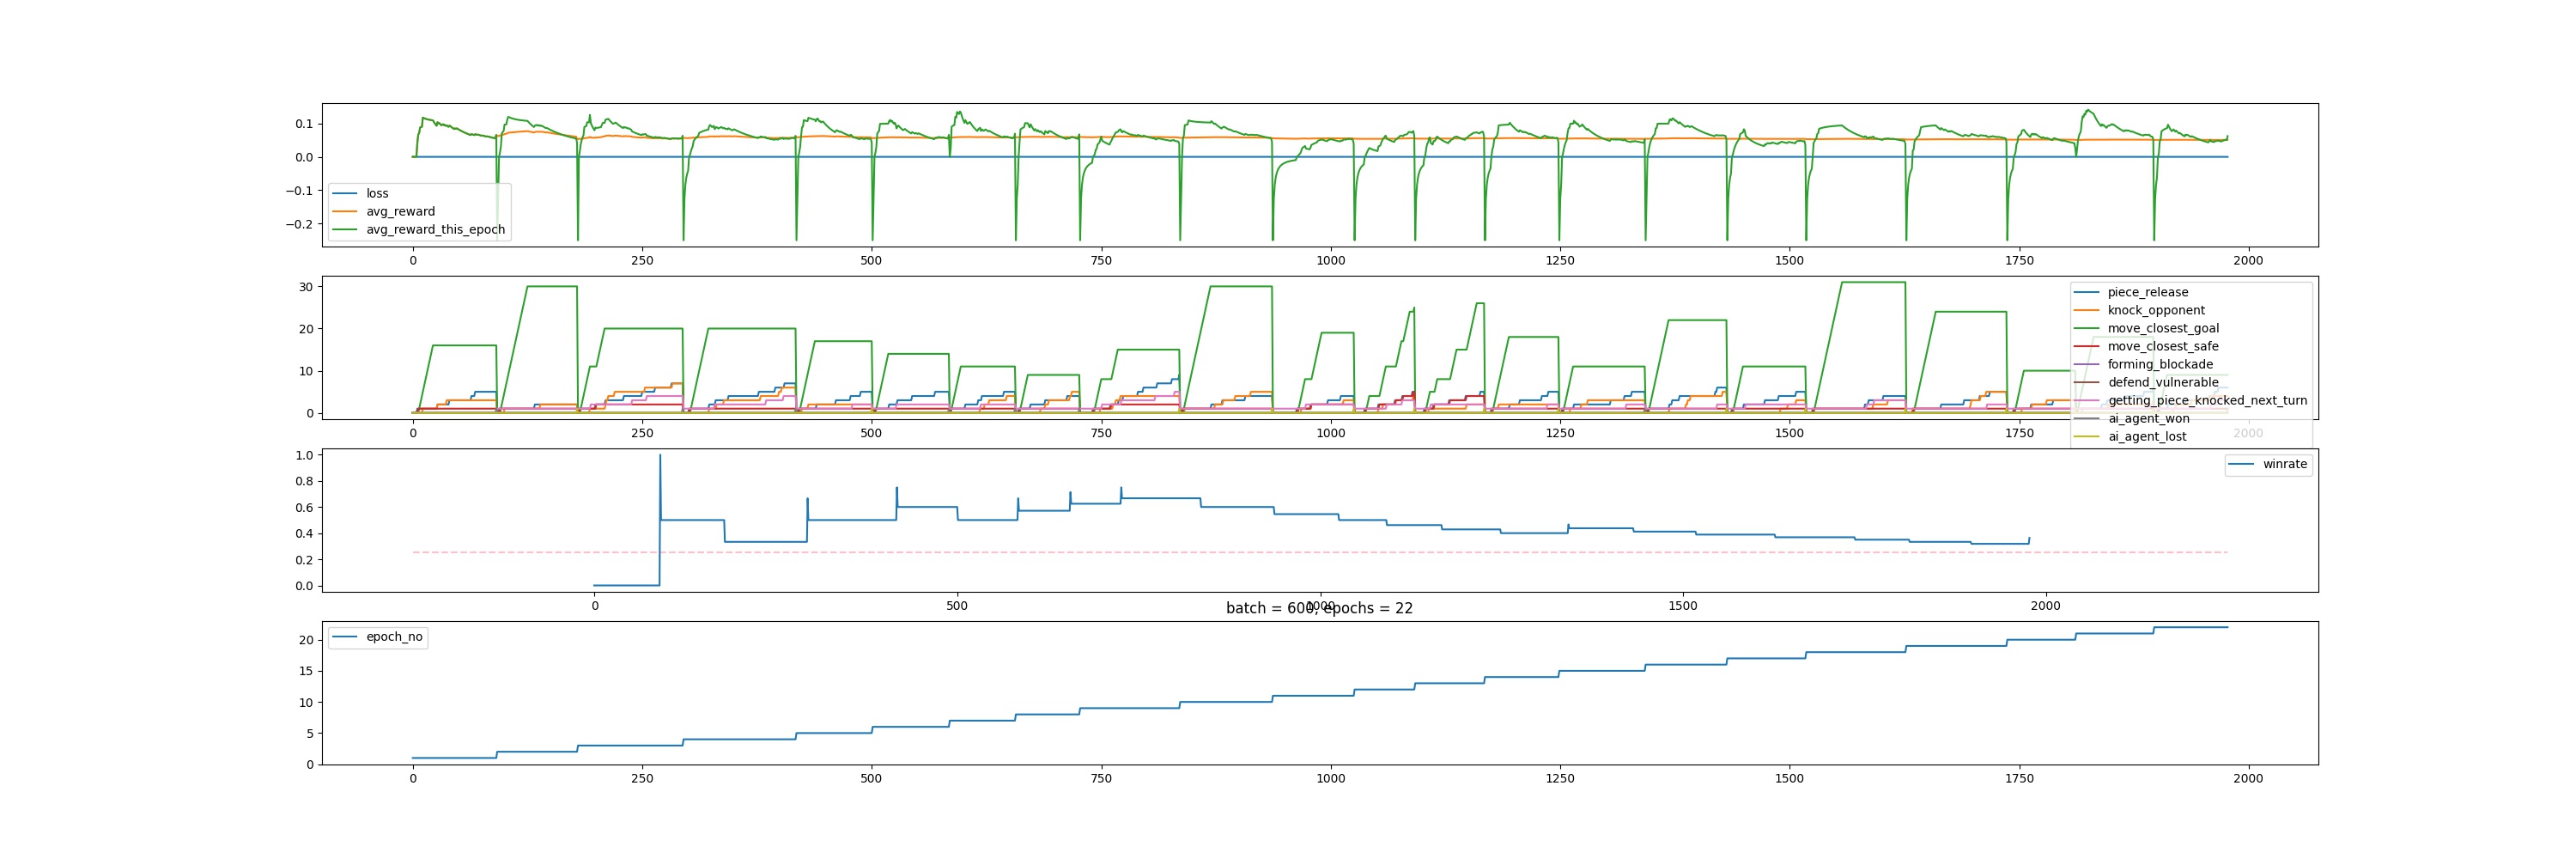 0.1
0.0
−0.1
−0.2
loss
avg_reward
avg_reward_this_epoch
0 250 500 750 1000 1250 1500 1750 2000
30
20
10
0
piece_release
knock_opponent
move_closest_goal
move_closest_safe
forming_blockade
defend_vulnerable
getting_piece_knocked_next_turn
ai_agent_won
ai_agent_lost
0 250 500 750 1000 1250 1500 1750 2000
1.0
0.8
0.6
0.4
0.2
0.0
winrate
0 500 1000 1500 2000
batch = 600, epochs = 22
20
15
10
5
0
epoch_no
0 250 500 750 1000 1250 1500 1750 2000